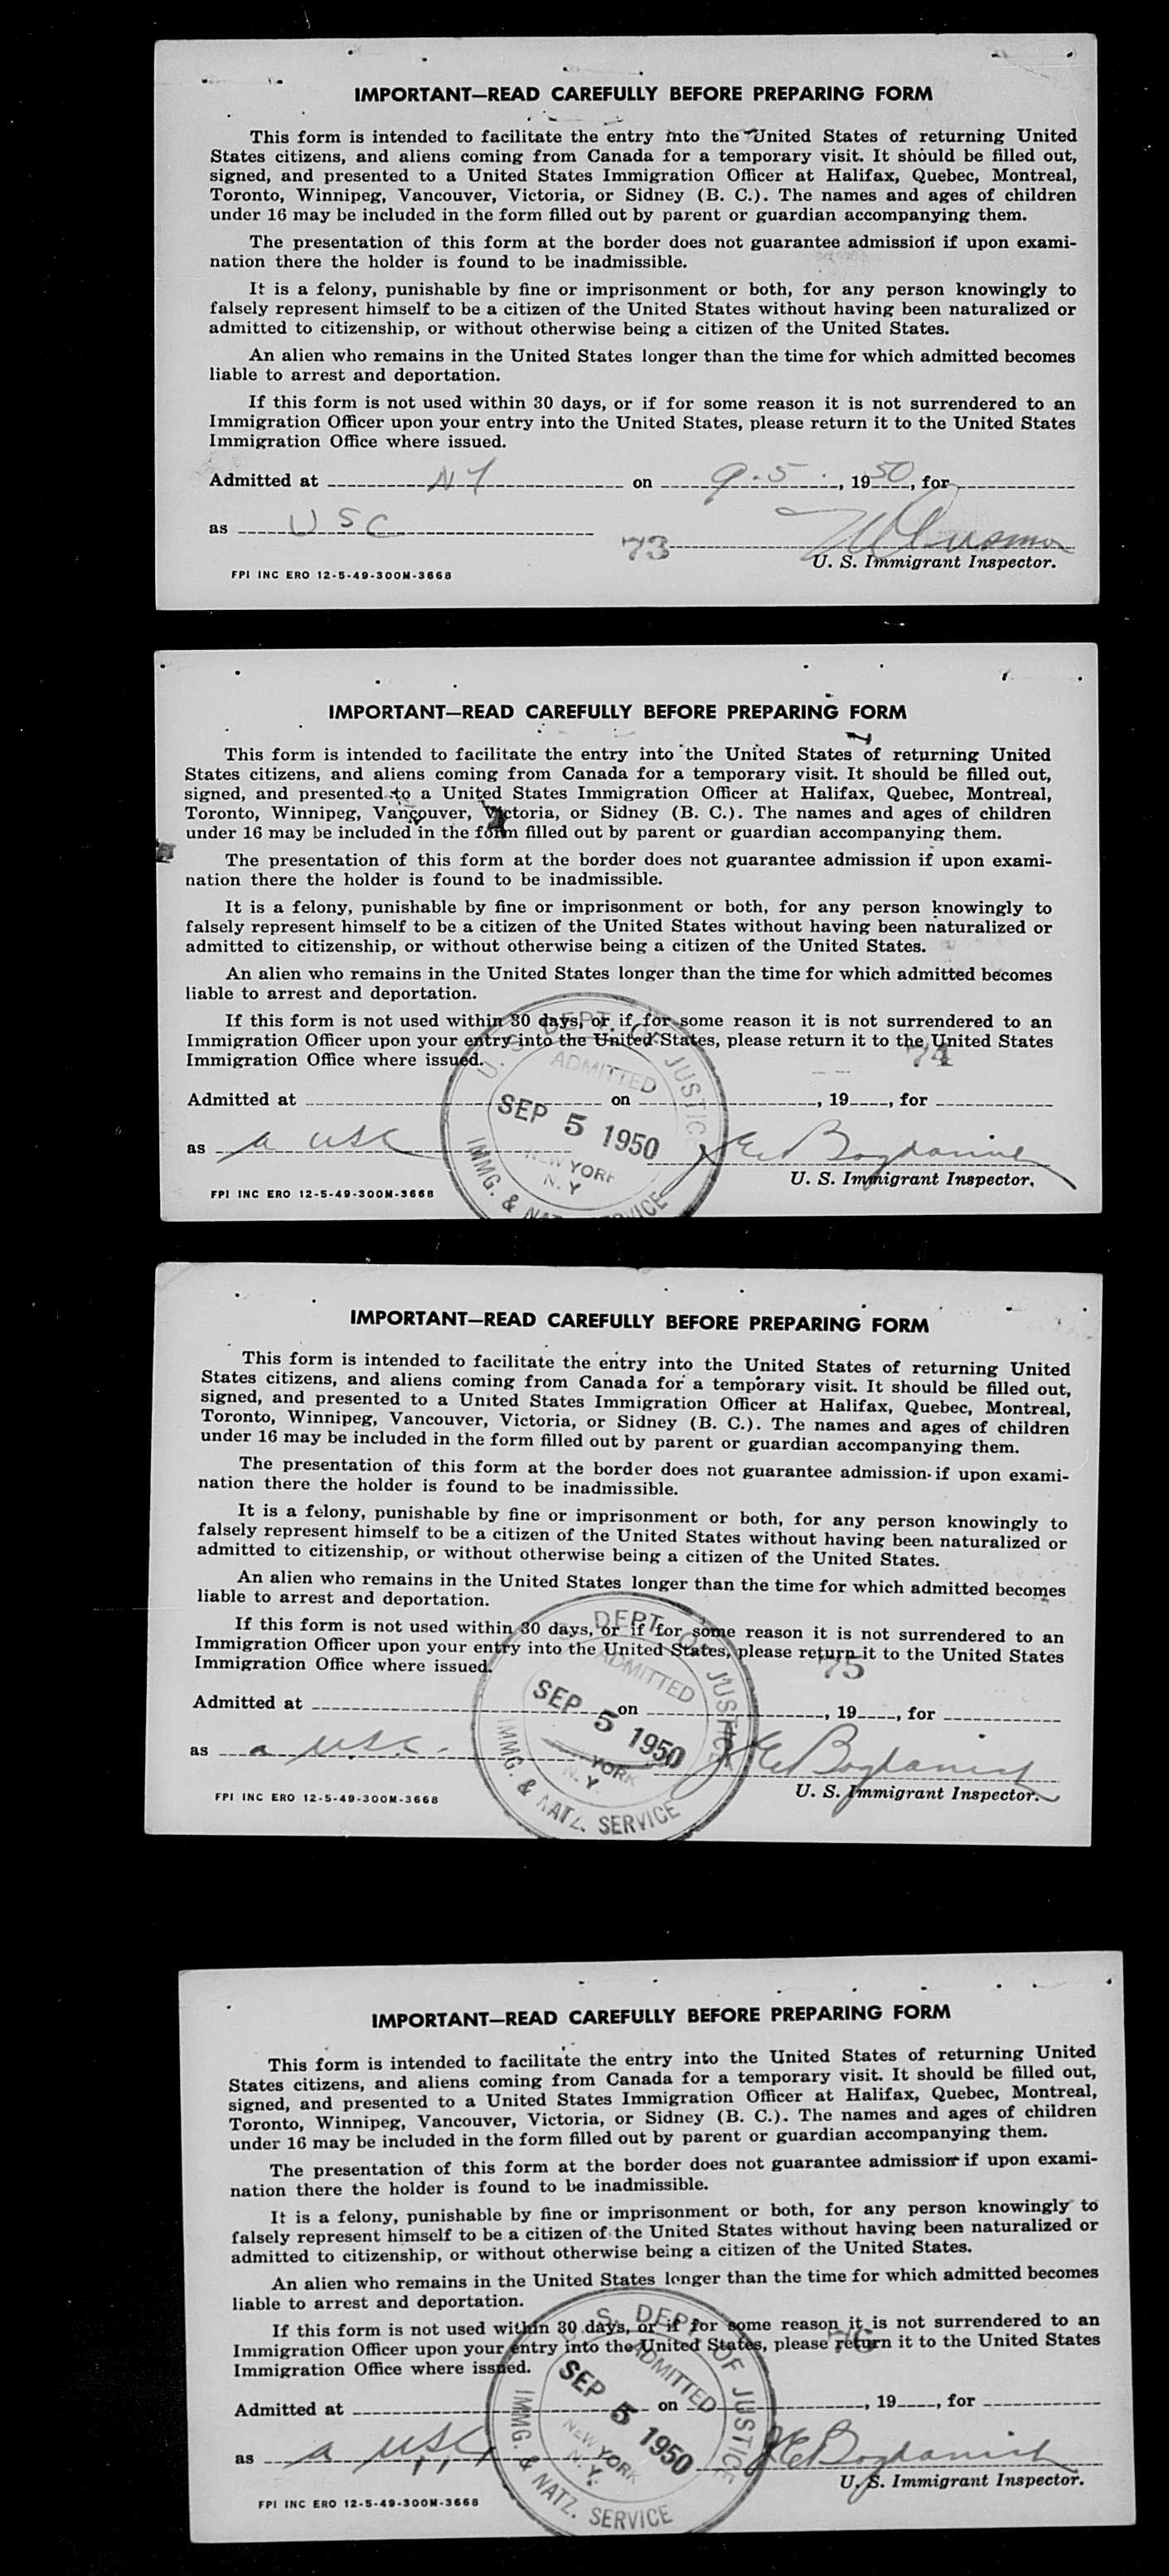 IMPORTANT—READ CAREFULLY BEFORE PREPARING FORM
This form is intended to facilitate the entry into the United States of returning United
States citizens, and aliens coming from Canada for a temporary visit. It should be filled out,
signed, and presented to a United States Immigration Officer at Halifax, Quebec, Montreal,
Toronto, Winnipeg, Vancouver, Victoria, or Sidney (B. C.). The names and ages of children
under 16 may be included in the form filled out by parent or guardian accompanying them.
The presentation of this form at the border does not guarantee admission if upon exami-
nation there the holder is found to be inadmissible.
It is a felony, punishable by fine or imprisonment or both, for any person knowingly to
falsely represent himself to be a citizen of the United States without having been naturalized or
admitted to citizenship, or without otherwise being a citizen of the United States.
An alien who remains in the United States longer than the time for which admitted becomes
liable to arrest and deportation.
If this form is not used within 30 days, or if for some reason it is not surrendered to an
Immigration Officer upon your entry into the United States, please return it to the United States
Immigration Office where issued.
Admitted at NY on 9.5., 1950, for
as USC
73
U. S. Immigrant Inspector.
FPI INC ERO 12-5-49-300M-3668
IMPORTANT—READ CAREFULLY BEFORE PREPARING FORM
This form is intended to facilitate the entry into the United States of returning United
States citizens, and aliens coming from Canada for a temporary visit. It should be filled out,
signed, and presented to a United States Immigration Officer at Halifax, Quebec, Montreal,
Toronto, Winnipeg, Vancouver, Victoria, or Sidney (B. C.). The names and ages of children
under 16 may be included in the form filled out by parent or guardian accompanying them.
The presentation of this form at the border does not guarantee admission if upon exami-
nation there the holder is found to be inadmissible.
It is a felony, punishable by fine or imprisonment or both, for any person knowingly to
falsely represent himself to be a citizen of the United States without having been naturalized or
admitted to citizenship, or without otherwise being a citizen of the United States.
An alien who remains in the United States longer than the time for which admitted becomes
liable to arrest and deportation.
If this form is not used within 30 days, or if for some reason it is not surrendered to an
Immigration Officer upon your entry into the United States, please return it to the United States
Immigration Office where issued.
74
Admitted at on , 19 , for
as a USC
U. S. DEPT. OF JUSTICE
ADMITTED
SEP 5 1950
NEW YORK
N. Y
IMMG. & NATZ. SERVICE
U. S. Immigrant Inspector.
FPI INC ERO 12-5-49-300M-3668
IMPORTANT—READ CAREFULLY BEFORE PREPARING FORM
This form is intended to facilitate the entry into the United States of returning United
States citizens, and aliens coming from Canada for a temporary visit. It should be filled out,
signed, and presented to a United States Immigration Officer at Halifax, Quebec, Montreal,
Toronto, Winnipeg, Vancouver, Victoria, or Sidney (B. C.). The names and ages of children
under 16 may be included in the form filled out by parent or guardian accompanying them.
The presentation of this form at the border does not guarantee admission if upon exami-
nation there the holder is found to be inadmissible.
It is a felony, punishable by fine or imprisonment or both, for any person knowingly to
falsely represent himself to be a citizen of the United States without having been naturalized or
admitted to citizenship, or without otherwise being a citizen of the United States.
An alien who remains in the United States longer than the time for which admitted becomes
liable to arrest and deportation.
If this form is not used within 30 days, or if for some reason it is not surrendered to an
Immigration Officer upon your entry into the United States, please return it to the United States
Immigration Office where issued.
75
Admitted at on , 19 , for
as a U.S.C.
DEPT. OF JUSTICE
ADMITTED
SEP 5 1950
YORK
N. Y.
IMMG. & NATZ. SERVICE
U. S. Immigrant Inspector.
FPI INC ERO 12-5-49-300M-3668
IMPORTANT—READ CAREFULLY BEFORE PREPARING FORM
This form is intended to facilitate the entry into the United States of returning United
States citizens, and aliens coming from Canada for a temporary visit. It should be filled out,
signed, and presented to a United States Immigration Officer at Halifax, Quebec, Montreal,
Toronto, Winnipeg, Vancouver, Victoria, or Sidney (B. C.). The names and ages of children
under 16 may be included in the form filled out by parent or guardian accompanying them.
The presentation of this form at the border does not guarantee admission if upon exami-
nation there the holder is found to be inadmissible.
It is a felony, punishable by fine or imprisonment or both, for any person knowingly to
falsely represent himself to be a citizen of the United States without having been naturalized or
admitted to citizenship, or without otherwise being a citizen of the United States.
An alien who remains in the United States longer than the time for which admitted becomes
liable to arrest and deportation.
If this form is not used within 30 days, or if for some reason it is not surrendered to an
Immigration Officer upon your entry into the United States, please return it to the United States
Immigration Office where issued.
76
Admitted at on , 19 , for
as a USC
U. S. DEPT. OF JUSTICE
ADMITTED
SEP 5 1950
NEW YORK
N. Y.
IMMG. & NATZ. SERVICE
U. S. Immigrant Inspector.
FPI INC ERO 12-5-49-300M-3668